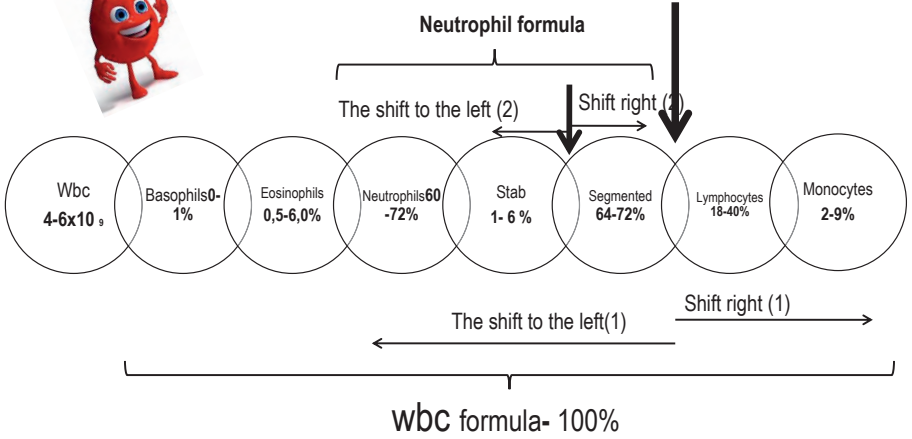 Neutrophil formula
The shift to the left (2)
Shift right (2)
Wbc
4-6x10 9
Basophils0-
1%
Eosinophils
0,5-6,0%
Neutrophils60
-72%
Stab
1- 6 %
Segmented
64-72%
Lymphocytes
18-40%
Monocytes
2-9%
The shift to the left(1)
Shift right (1)
wbc formula- 100%